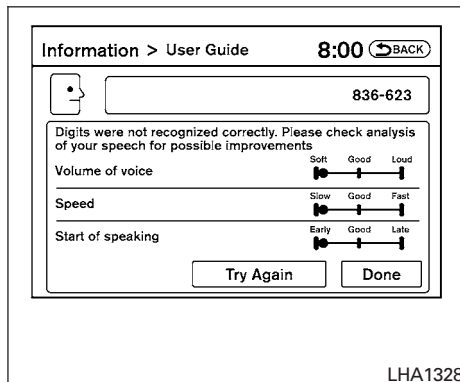 Information > User Guide 8:00 BACK
836-623
Digits were not recognized correctly. Please check analysis
of your speech for possible improvements
Soft Good Loud
Volume of voice
Slow Good Fast
Speed
Early Good Late
Start of speaking
Try Again Done
LHA1328